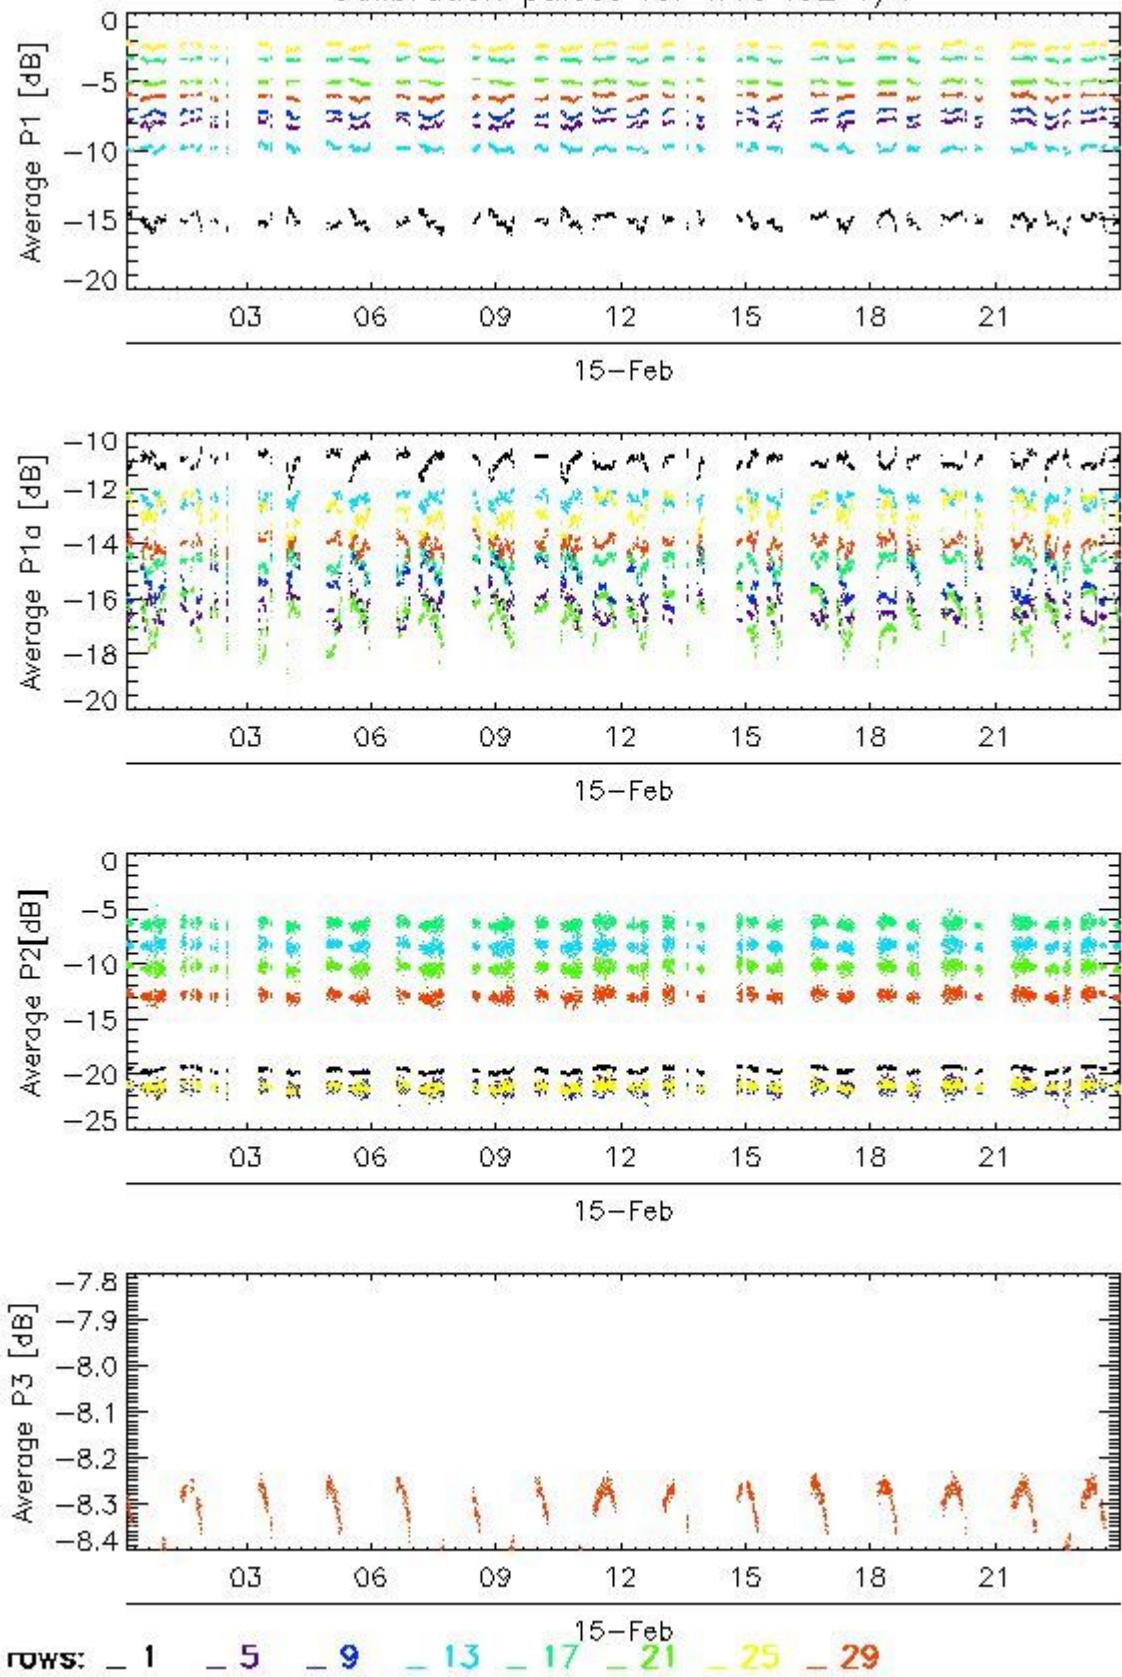 0
-5
-10
-15
-20
Average P1 [dB]
03 06 09 12 15 18 21
15-Feb
-10
-12
-14
-16
-18
-20
Average P1a [dB]
03 06 09 12 15 18 21
15-Feb
0
-5
-10
-15
-20
-25
Average P2[dB]
03 06 09 12 15 18 21
15-Feb
-7.8
-7.9
-8.0
-8.1
-8.2
-8.3
-8.4
Average P3 [dB]
03 06 09 12 15 18 21
15-Feb
rows: _ 1 _ 5 _ 9 _ 13 _ 17 _ 21 _ 25 _ 29